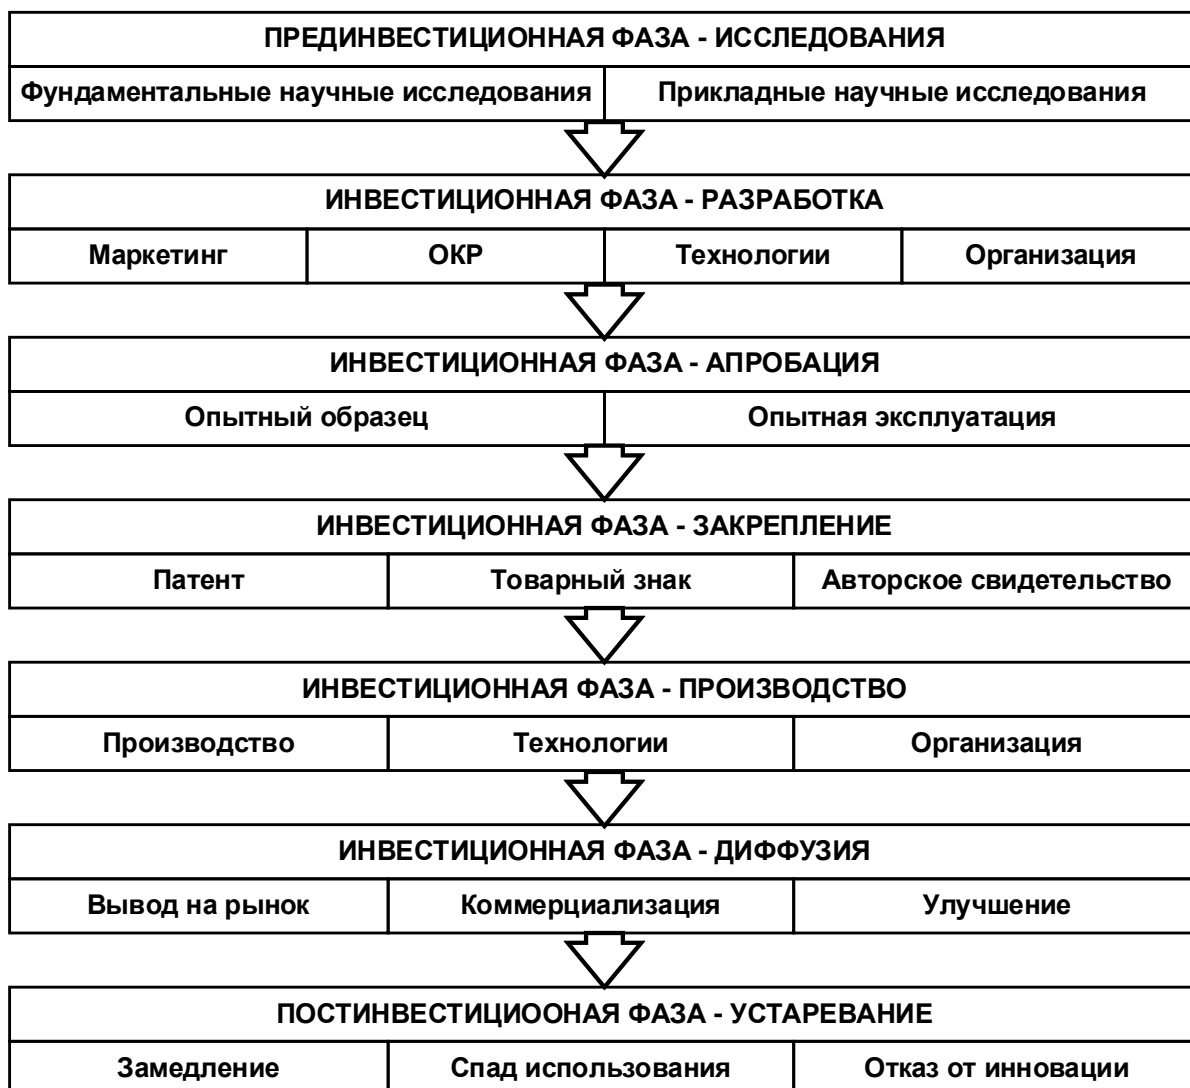 ПРЕДИНВЕСТИЦИОННАЯ ФАЗА - ИССЛЕДОВАНИЯ
Фундаментальные научные исследования Прикладные научные исследования
ИНВЕСТИЦИОННАЯ ФАЗА - РАЗРАБОТКА
Маркетинг ОКР Технологии Организация
ИНВЕСТИЦИОННАЯ ФАЗА - АПРОБАЦИЯ
Опытный образец Опытная эксплуатация
ИНВЕСТИЦИОННАЯ ФАЗА - ЗАКРЕПЛЕНИЕ
Патент Товарный знак Авторское свидетельство
ИНВЕСТИЦИОННАЯ ФАЗА - ПРОИЗВОДСТВО
Производство Технологии Организация
ИНВЕСТИЦИОННАЯ ФАЗА - ДИФФУЗИЯ
Вывод на рынок Коммерциализация Улучшение
ПОСТИНВЕСТИЦИООНАЯ ФАЗА - УСТАРЕВАНИЕ
Замедление Спад использования Отказ от инновации